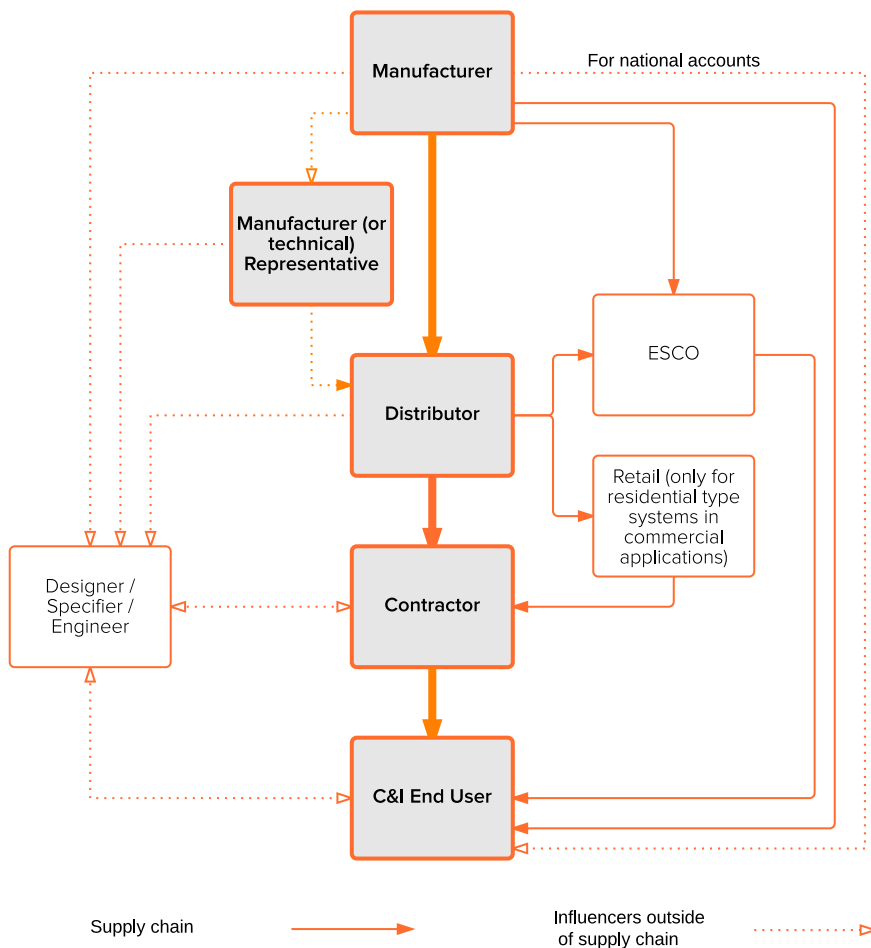 For national accounts
Manufacturer
Manufacturer (or
technical)
Representative
ESCO
Distributor
Retail (only for
residential type
systems in
commercial
applications)
Designer /
Specifier /
Engineer
Contractor
C&I End User
Supply chain
Influencers outside
of supply chain